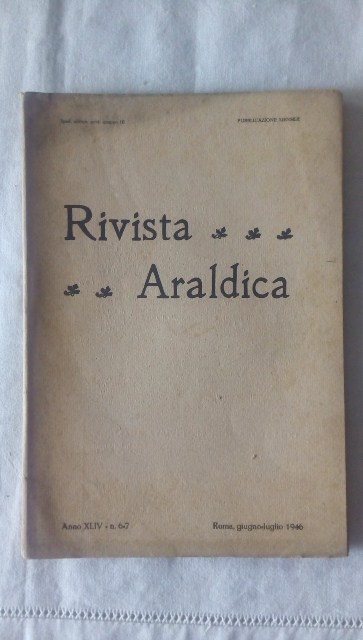 Rivista
Araldica
Anno XLIV - n. 6-7
Roma, giugno-luglio 1946